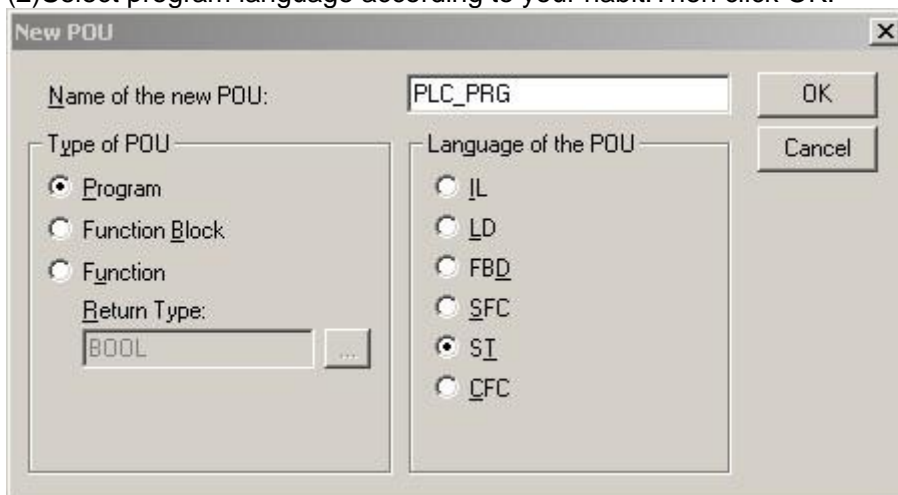 (2)Select program language according to your habit.Then click OK.
New POU
Name of the new POU:
PLC_PRG
OK
Cancel
Type of POU
Program
Function Block
Function
Return Type:
BOOL
...
Language of the POU
IL
LD
FBD
SFC
ST
CFC